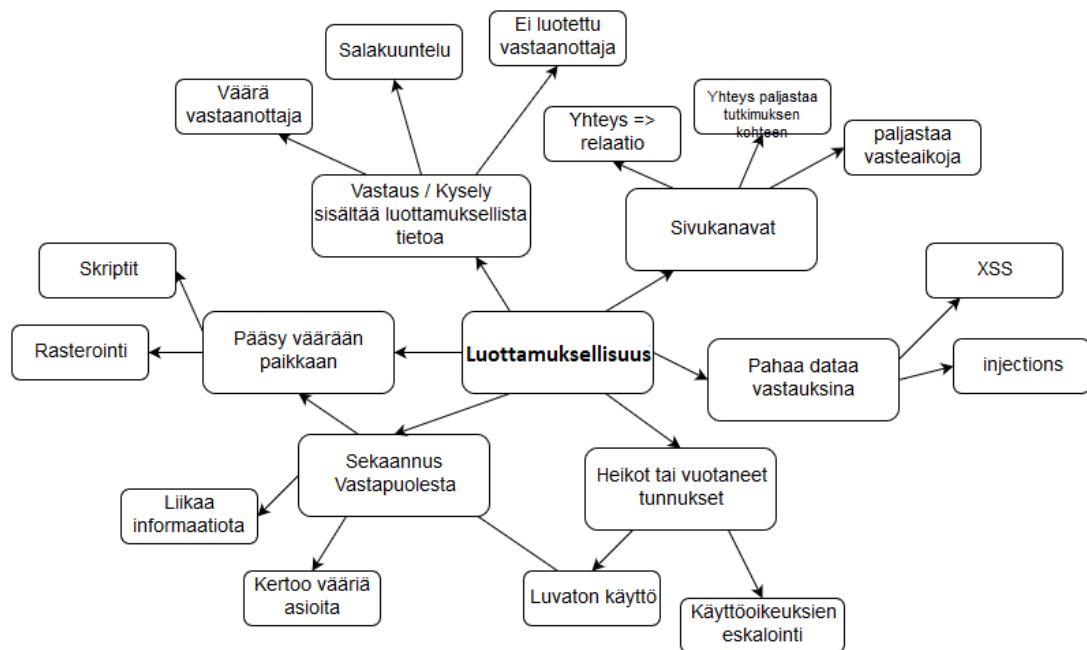 Ei luotettu
vastaanottaja
Salakuuntelu
Väärä
vastaanottaja
Yhteys paljastaa
tutkimuksen
kohteen
Yhteys =>
relaatio
paljastaa
vasteaikoja
Vastaus / Kysely
sisältää luottamuksellista
tietoa
Sivukanavat
Skriptit
XSS
Rasterointi
Pääsy väärään
paikkaan
Luottamuksellisuus
Pahaa dataa
vastauksina
injections
Sekaannus
Vastapuolesta
Heikot tai vuotaneet
tunnukset
Liikaa
informaatiota
Kertoo vääriä
asioita
Luvaton käyttö
Käyttöoikeuksien
eskalointi